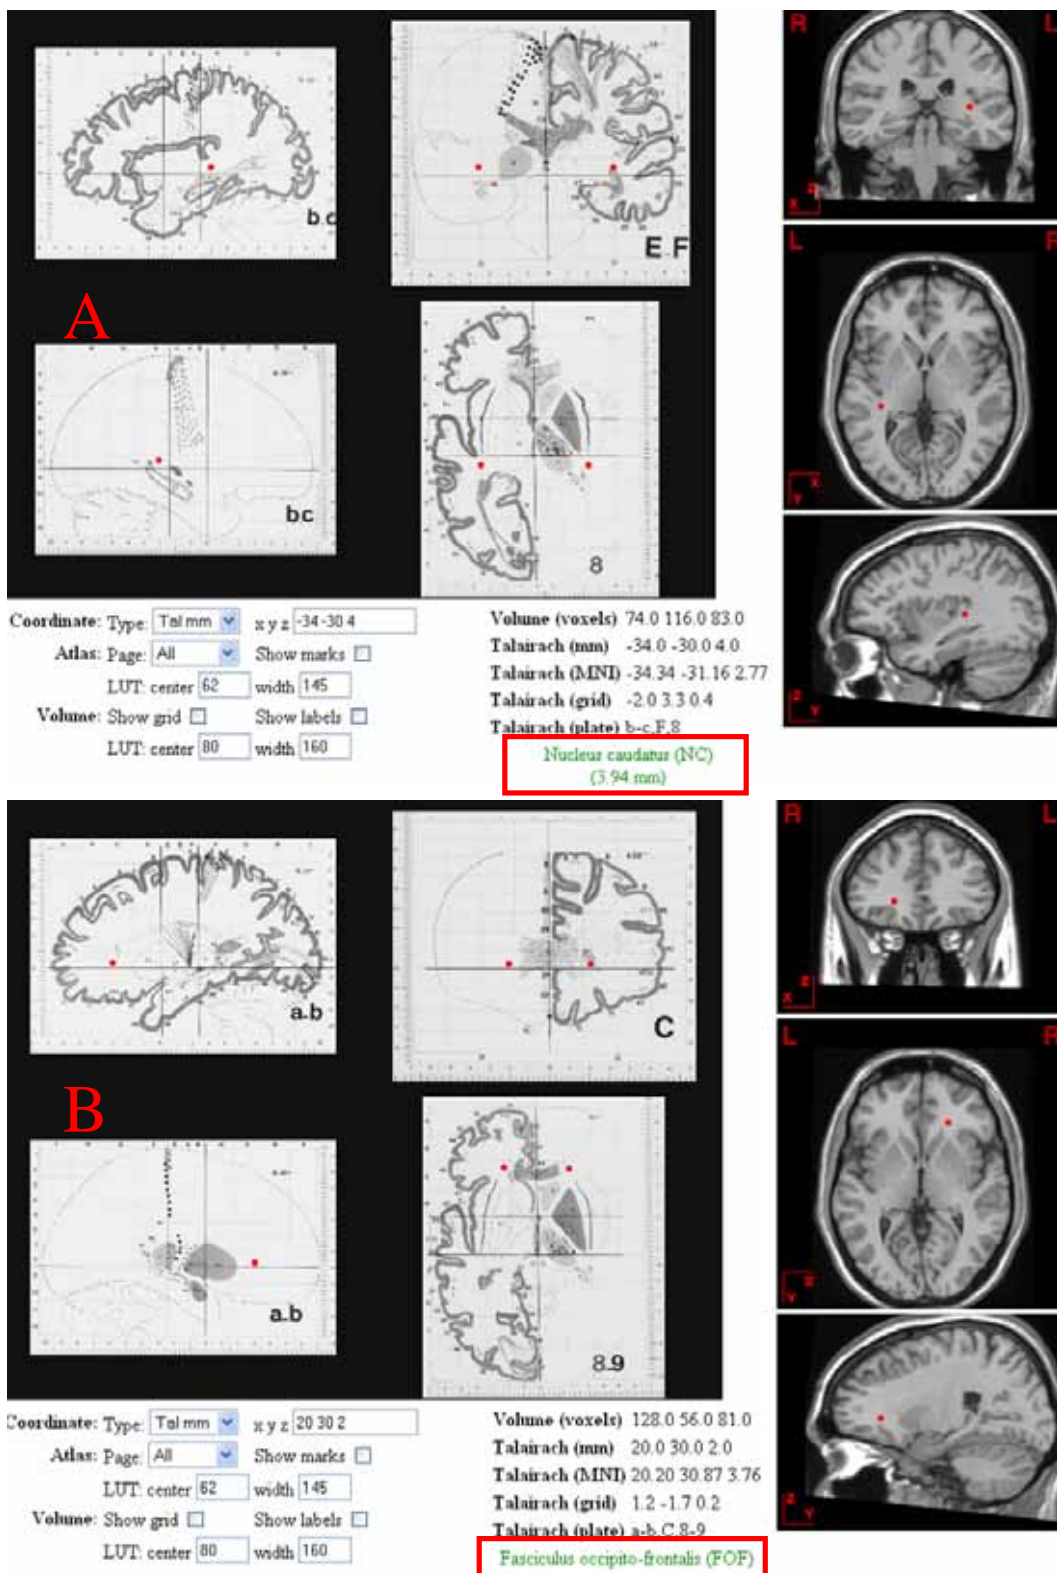 b c
E F
R
L
Z
X
A
L
R
X
Y
bc
8
Z
Y
Coordinate: Type: Tal mm x y z -34 -30 4
Atlas: Page: All Show marks
LUT: center 62 width 145
Volume: Show grid Show labels
LUT: center 80 width 160
Volume (voxels) 74.0 116.0 83.0
Talairach (mm) -34.0 -30.0 4.0
Talairach (MNI) -34.34 -31.16 2.77
Talairach (grid) -2.0 3.3 0.4
Talairach (plate) b-c,F,8
Nucleus caudatus (NC)
(3.94 mm)
a.b
C
R
Z
X
B
L
R
Y
a.b
8.9
Z
Y
Coordinate: Type: Tal mm x y z 20 30 2
Atlas: Page: All Show marks
LUT: center 62 width 145
Volume: Show grid Show labels
LUT: center 80 width 160
Volume (voxels) 128.0 56.0 81.0
Talairach (mm) 20.0 30.0 2.0
Talairach (MNI) 20.20 30.87 3.76
Talairach (grid) 1.2 -1.7 0.2
Talairach (plate) a-b,C,8-9
Fasciculus occipito-frontalis (FOF)